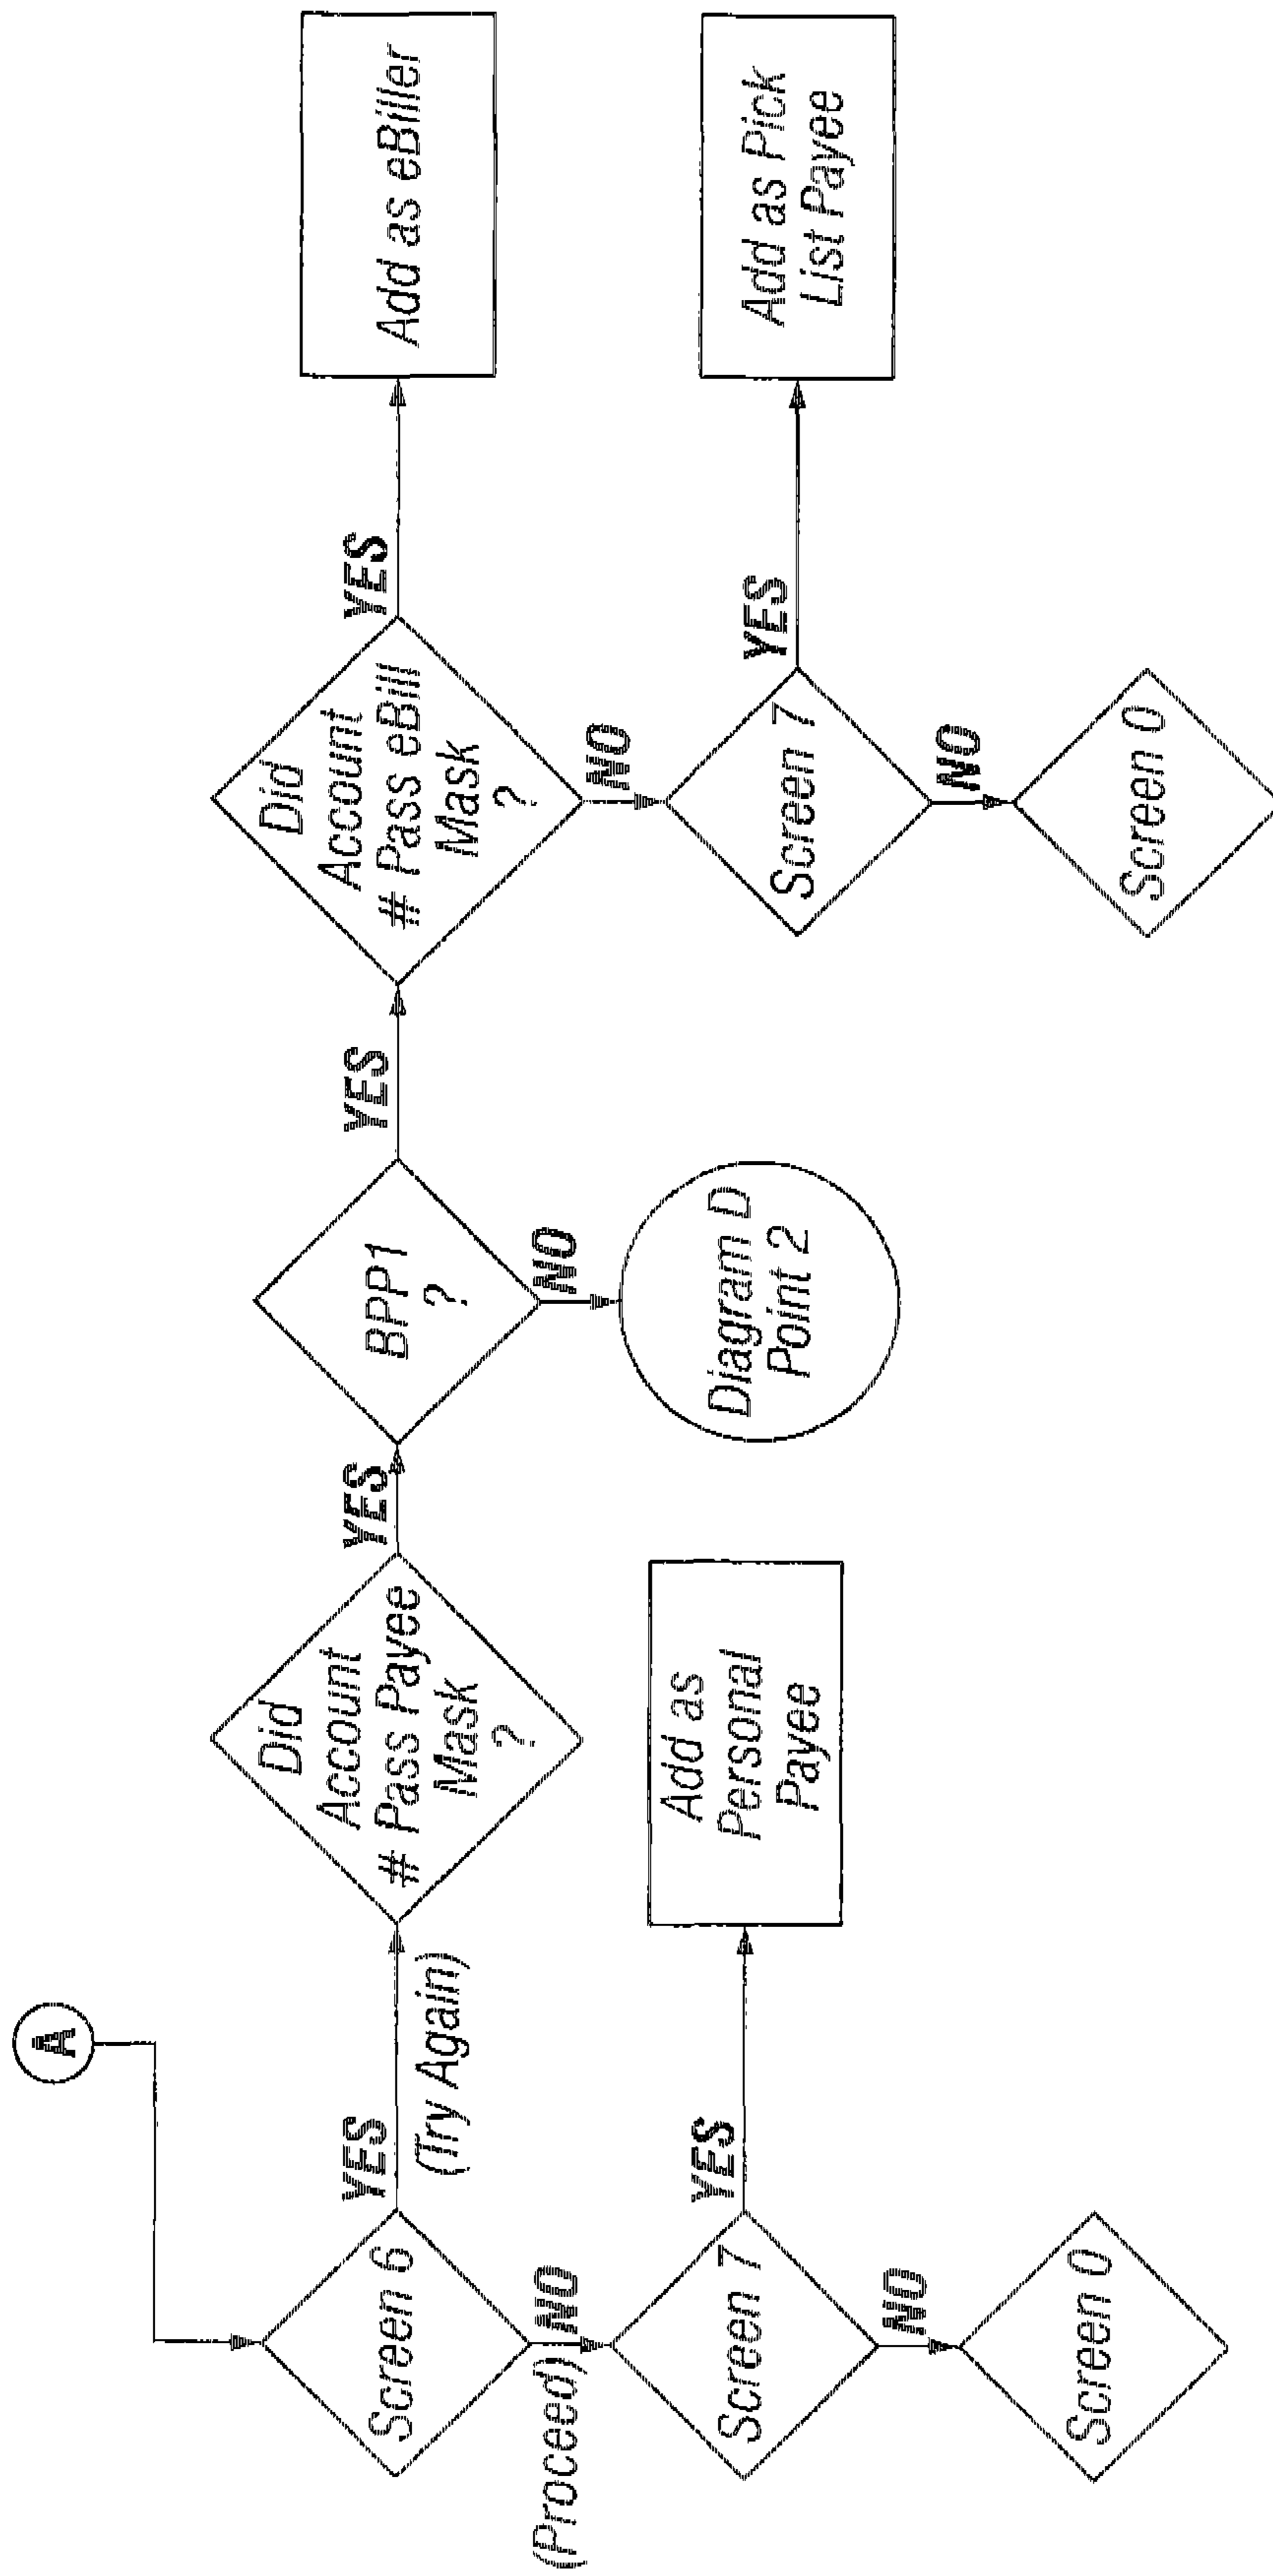 A
Screen 6
YES
(Try Again)
(Proceed) NO
Screen 7
YES
NO
Screen 0
Add as
Personal
Payee
Did
Account
# Pass Payee
Mask
?
YES
BPP1
?
YES
NO
Diagram D
Point 2
Did
Account
# Pass eBill
Mask
?
YES
Add as eBiller
NO
Screen 7
YES
Add as Pick
List Payee
NO
Screen 0